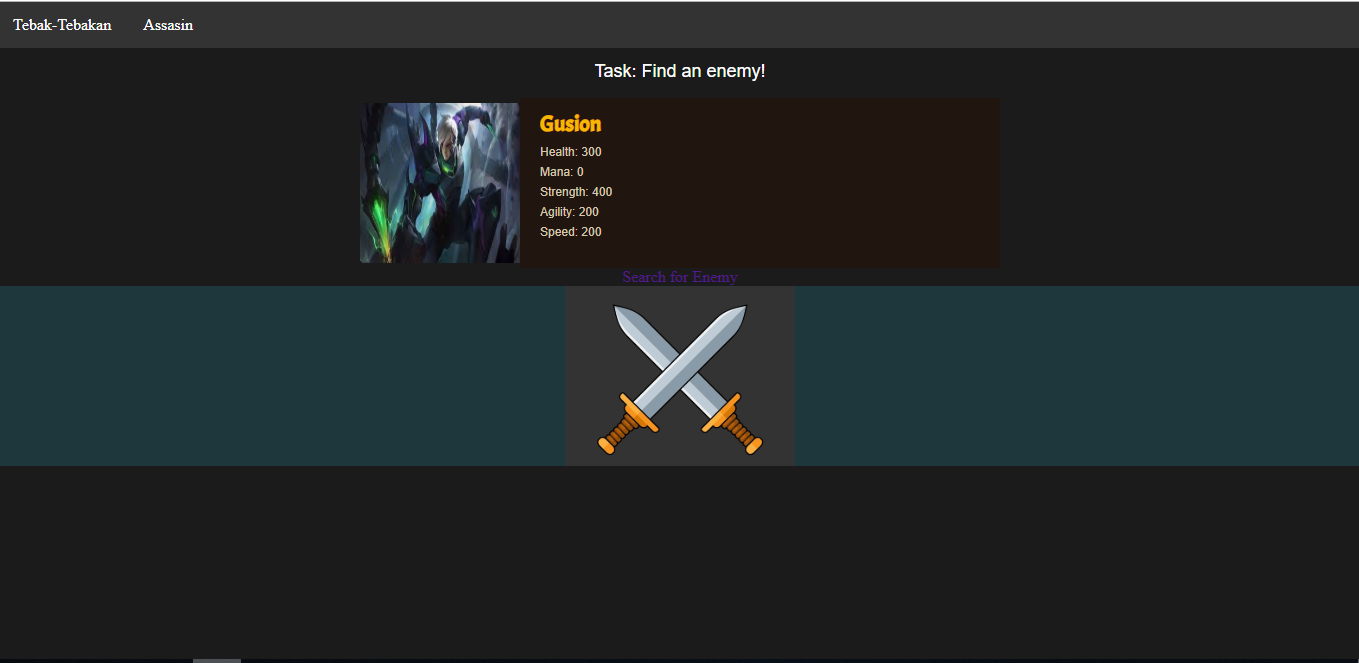 Tebak-Tebakan Assasin
Task: Find an enemy!
Gusion
Health: 300
Mana: 0
Strength: 400
Agility: 200
Speed: 200
Search for Enemy